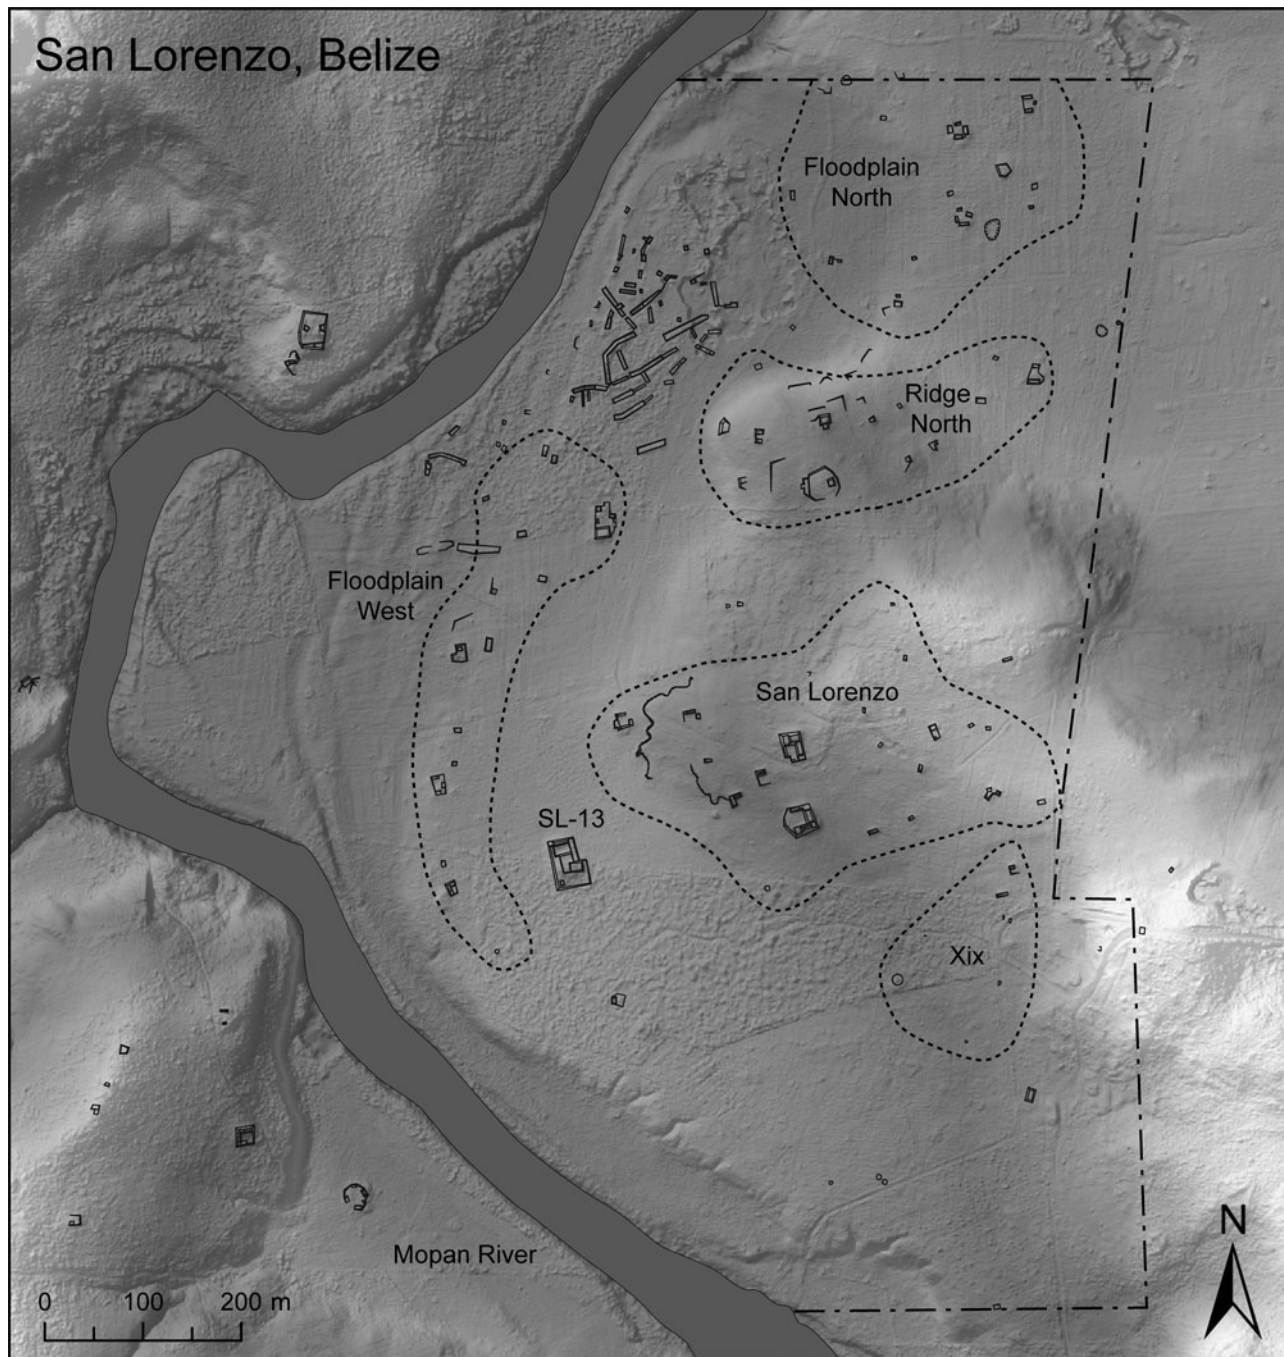 San Lorenzo, Belize
Floodplain
North
Ridge
North
Floodplain
West
San Lorenzo
SL-13
Xix
Mopan River
N
0 100 200 m